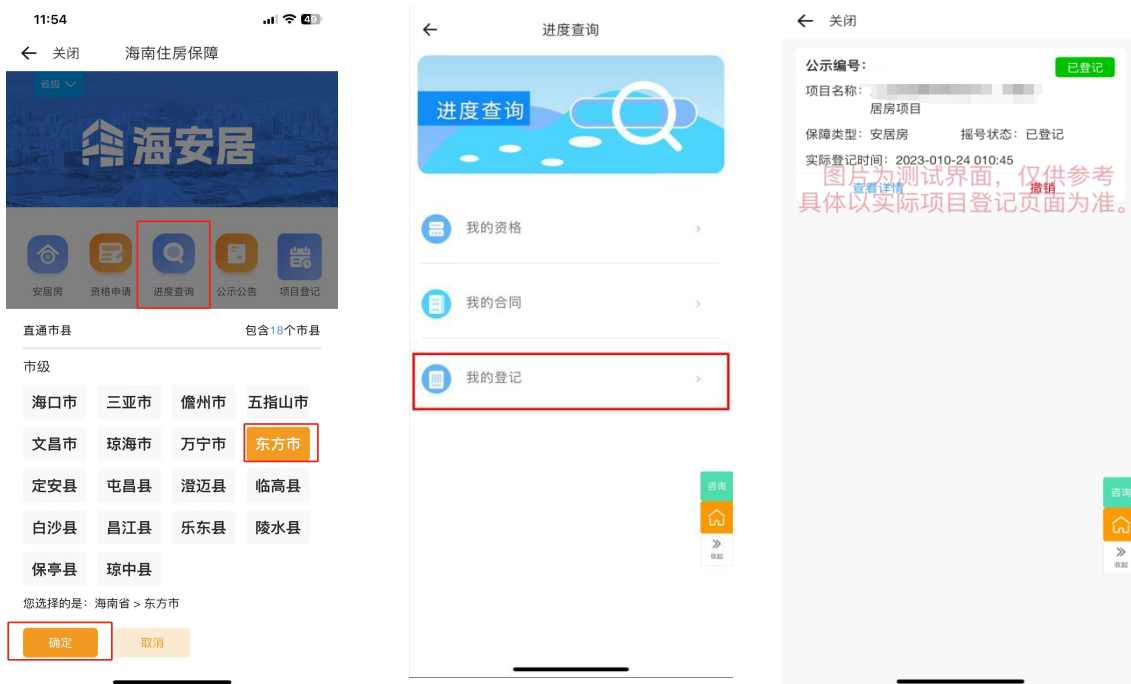 11:54
49
关闭
海南住房保障
省级
海安居
安居房
资格申请
进度查询
公示公告
项目登记
直通市县
包含18个市县
市级
海口市
三亚市
儋州市
五指山市
文昌市
琼海市
万宁市
东方市
定安县
屯昌县
澄迈县
临高县
白沙县
昌江县
乐东县
陵水县
保亭县
琼中县
您选择的是：海南省 > 东方市
确定
取消
进度查询
进度查询
我的资格
我的合同
我的登记
咨询
收起
关闭
公示编号：
已登记
项目名称：
居房项目
保障类型：安居房
摇号状态：已登记
实际登记时间：2023-010-24 010:45
查看详情
撤销
图片为测试界面，仅供参考
具体以实际项目登记页面为准。
咨询
收起